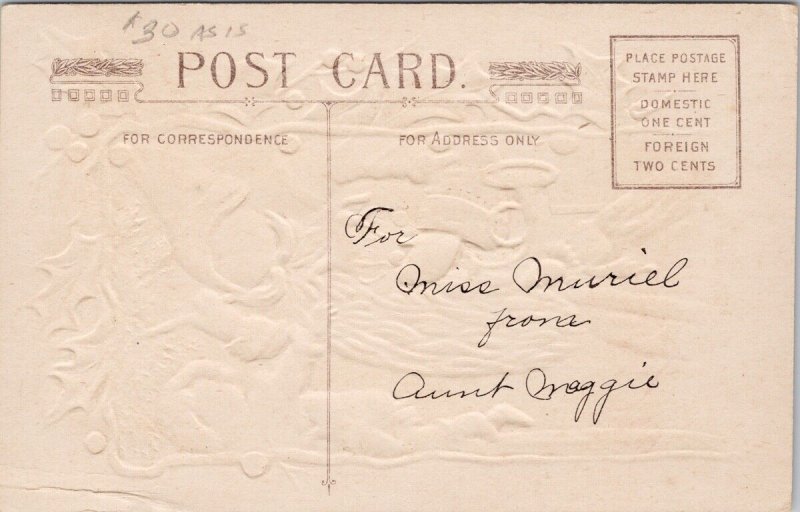 $30 AS IS
POST CARD.
PLACE POSTAGE
STAMP HERE
DOMESTIC
ONE CENT
FOREIGN
TWO CENTS
FOR CORRESPONDENCE
FOR ADDRESS ONLY
For
Miss Muriel
from
Aunt Maggie